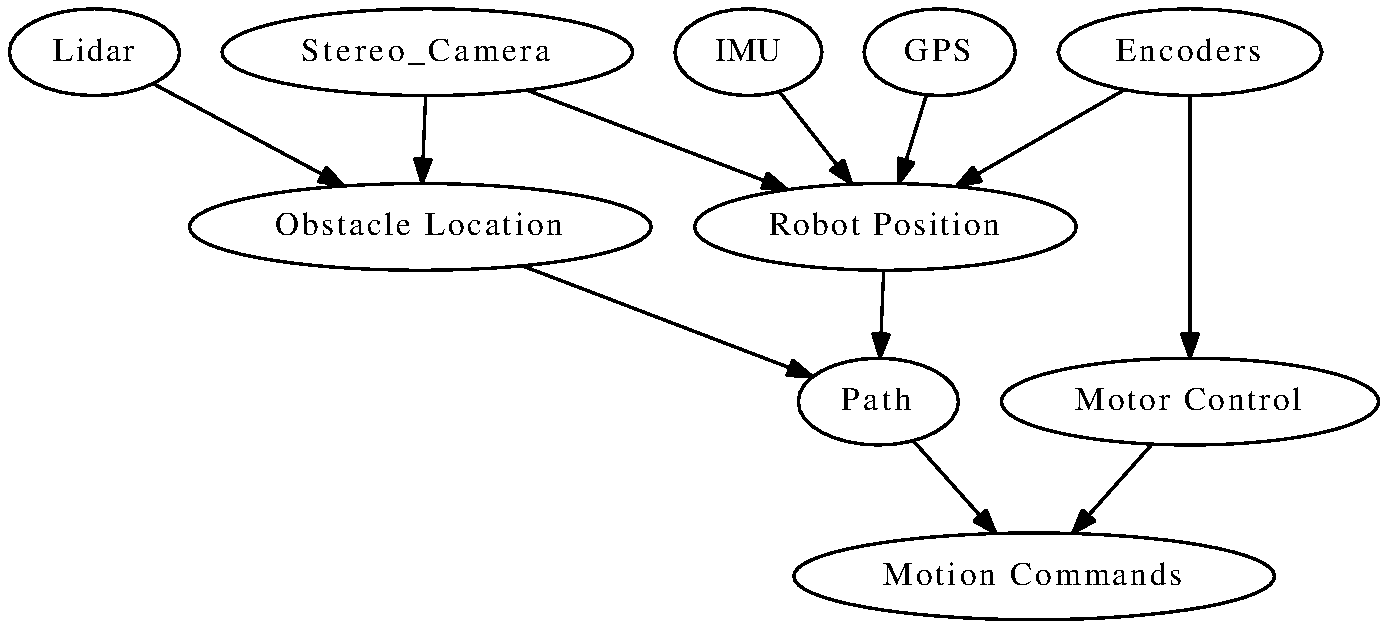 Lidar
Stereo_Camera
IMU
GPS
Encoders
Obstacle Location
Robot Position
Path
Motor Control
Motion Commands